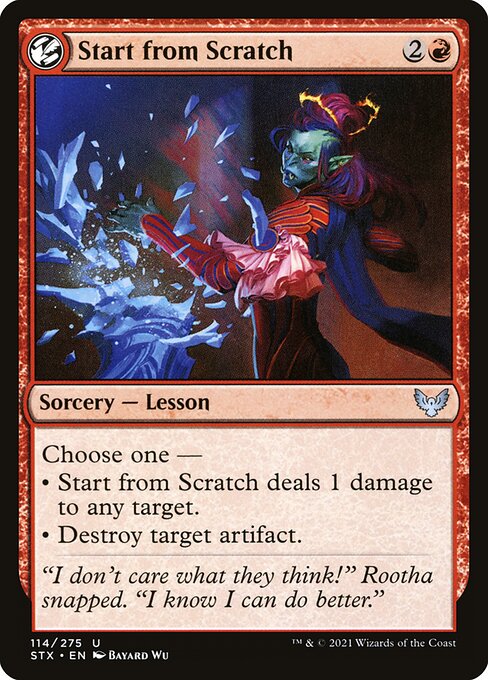 Start from Scratch 2
Sorcery — Lesson
Choose one —
• Start from Scratch deals 1 damage
to any target.
• Destroy target artifact.
“I don’t care what they think!” Rootha
snapped. “I know I can do better.”
114/275 U
STX • EN Bayard Wu
™ & © 2021 Wizards of the Coast